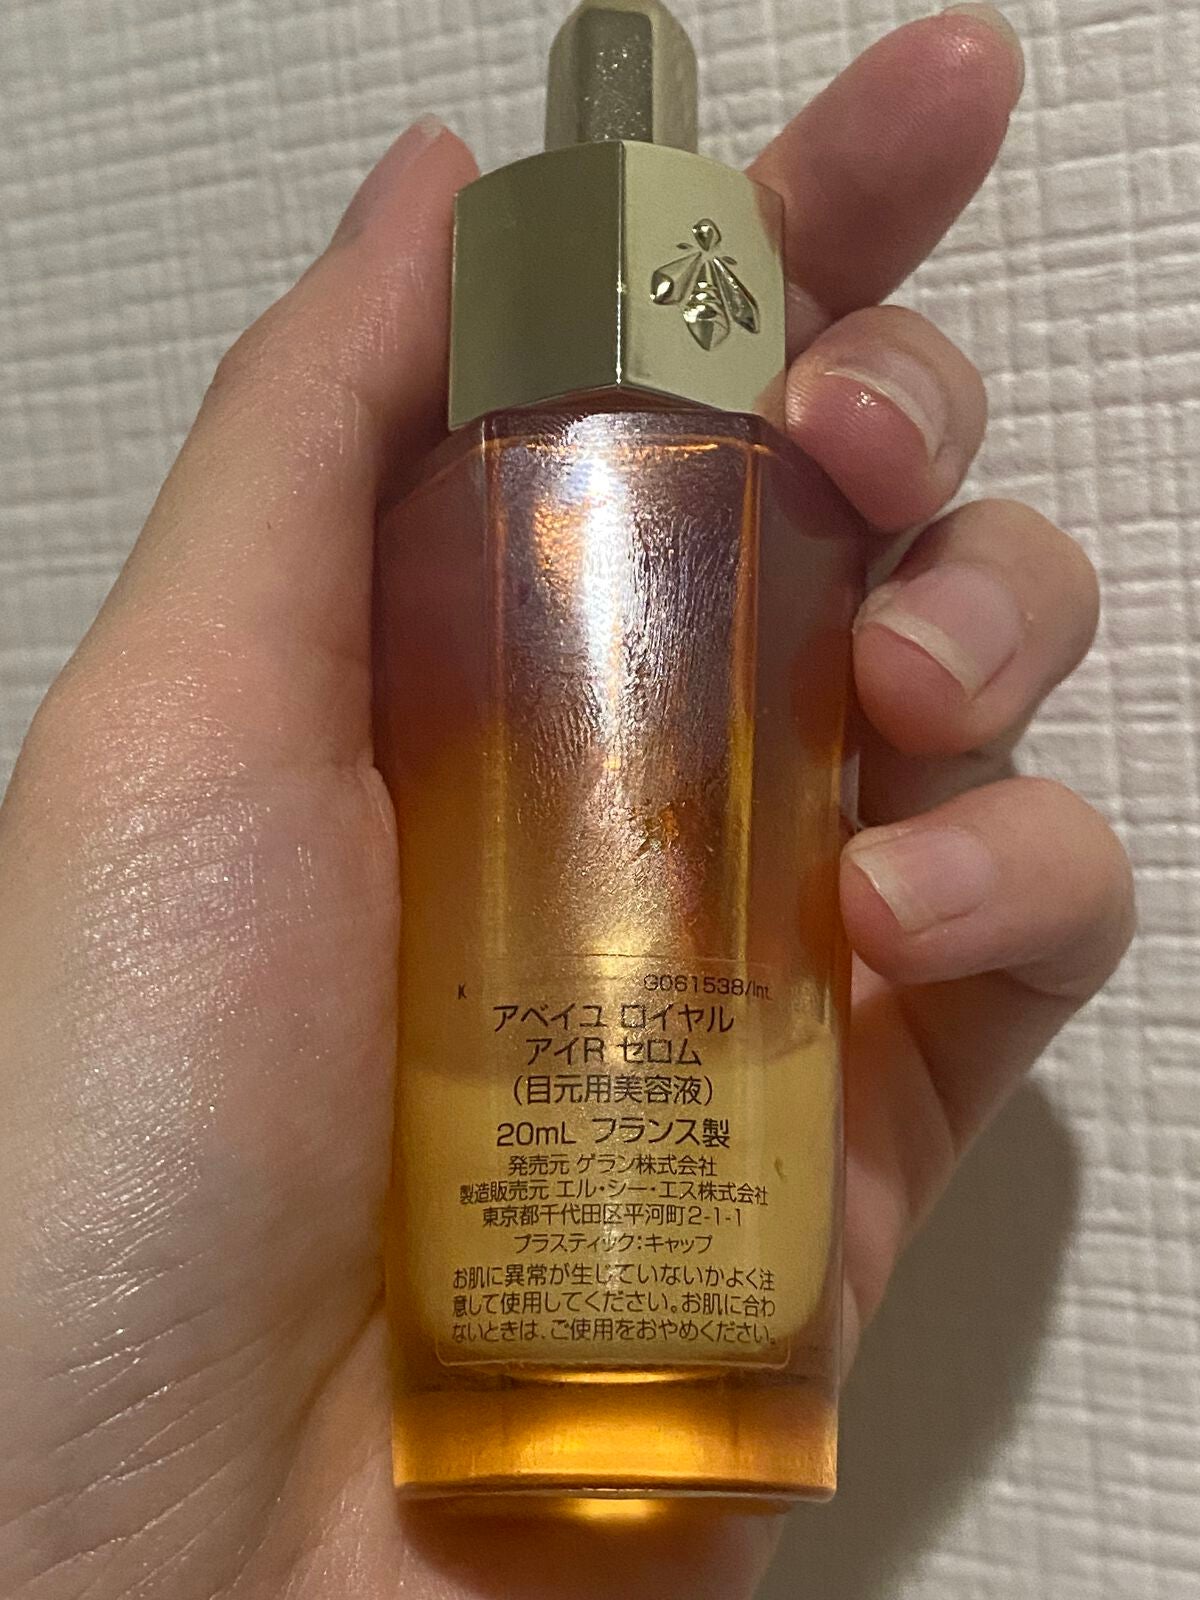 K G061538/Int.
アベイユ ロイヤル
アイR セロム
(目元用美容液)
20mL フランス製
発売元 ゲラン株式会社
製造販売元 エル・シー・エス株式会社
東京都千代田区平河町2-1-1
プラスティック:キャップ
お肌に異常が生じていないかよく注
意して使用してください。お肌に合わ
ないときは、ご使用をおやめください。